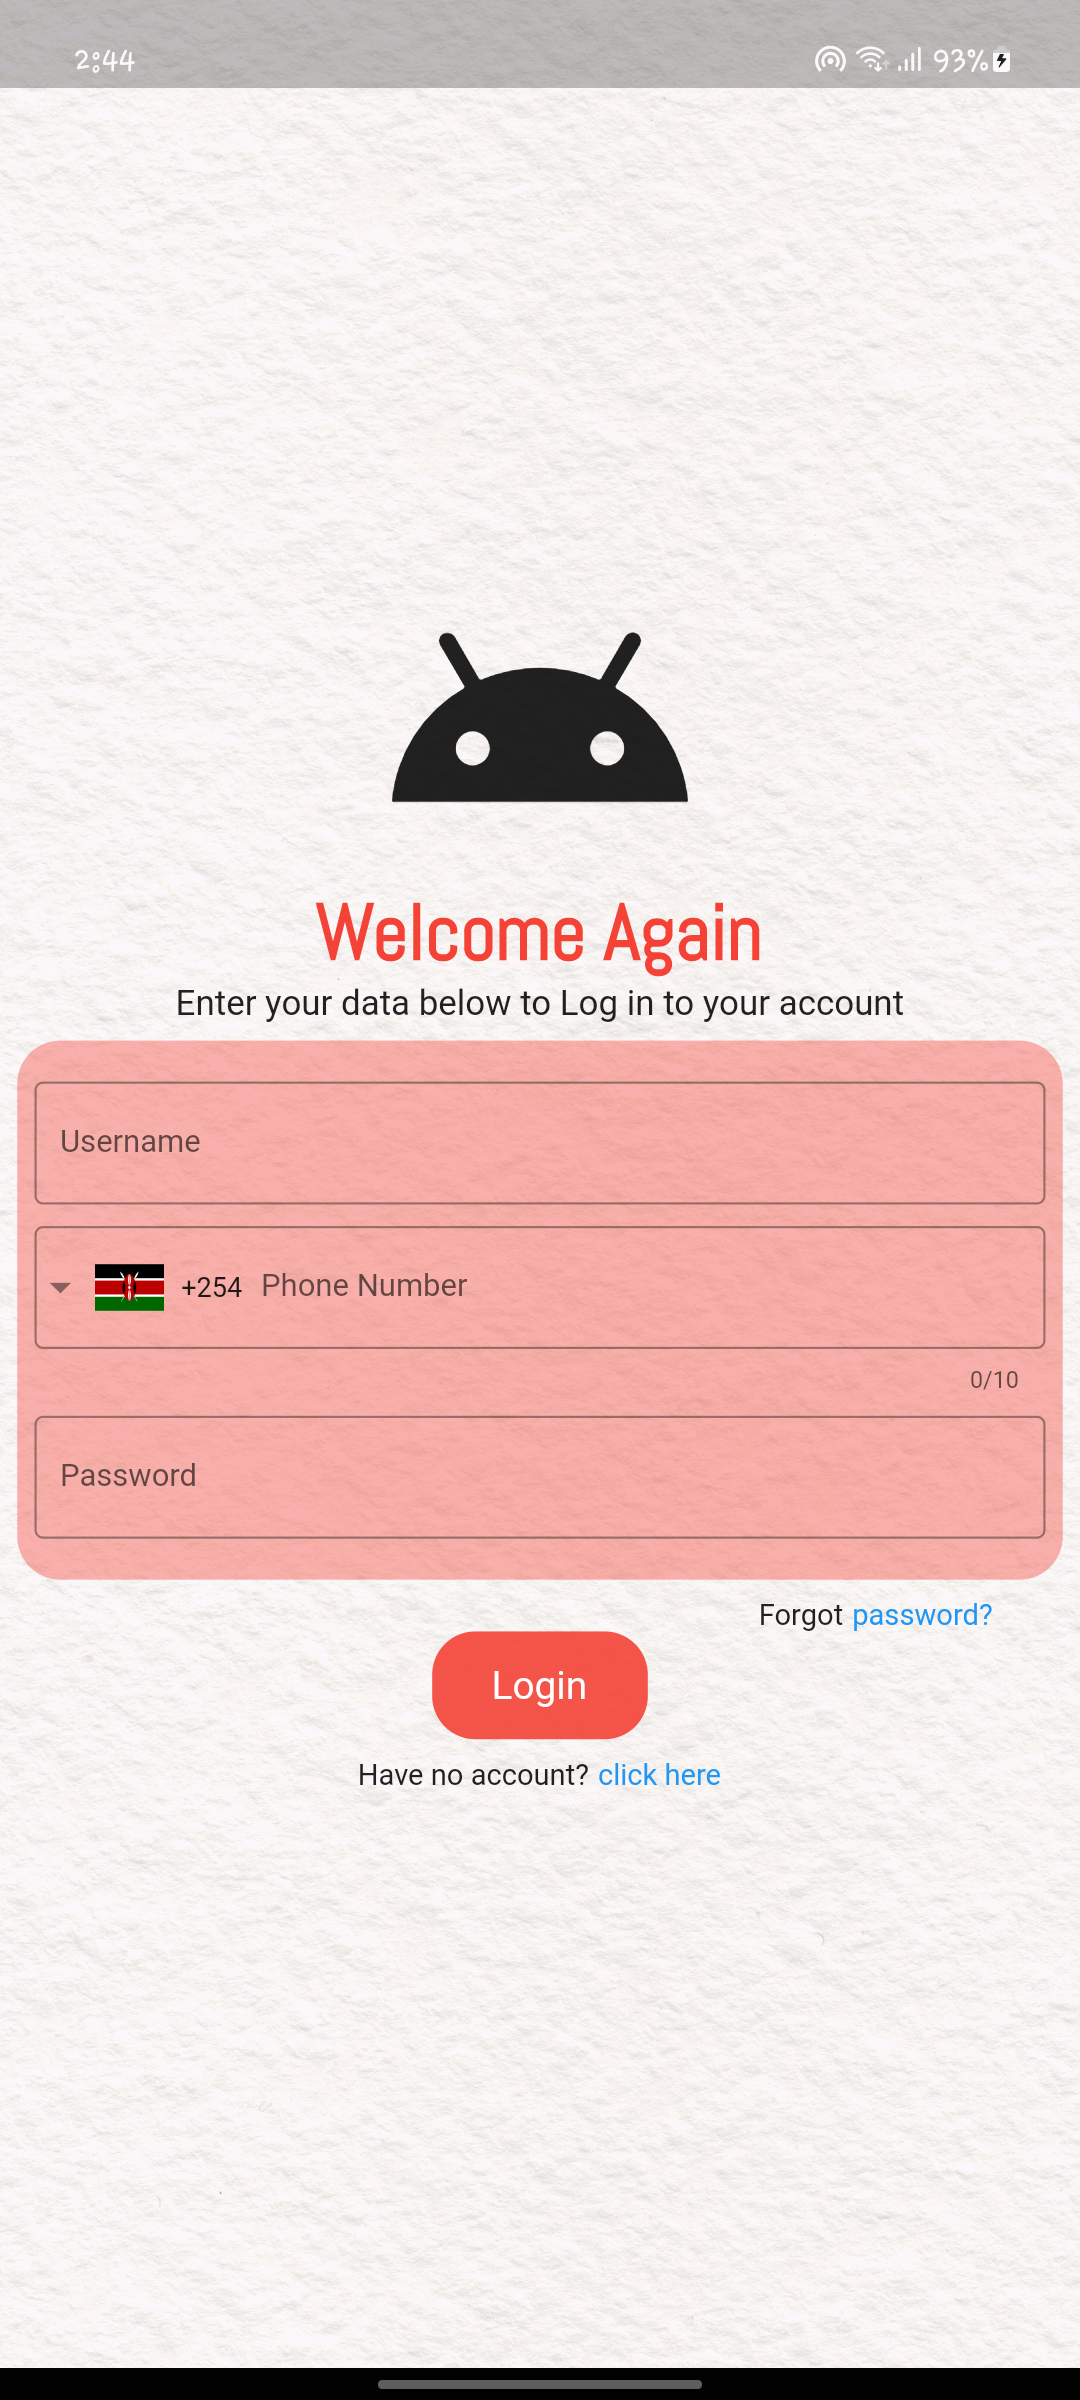 2:44 93%
Welcome Again
Enter your data below to Log in to your account
Username
+254 Phone Number
0/10
Password
Forgot password?
Login
Have no account? click here